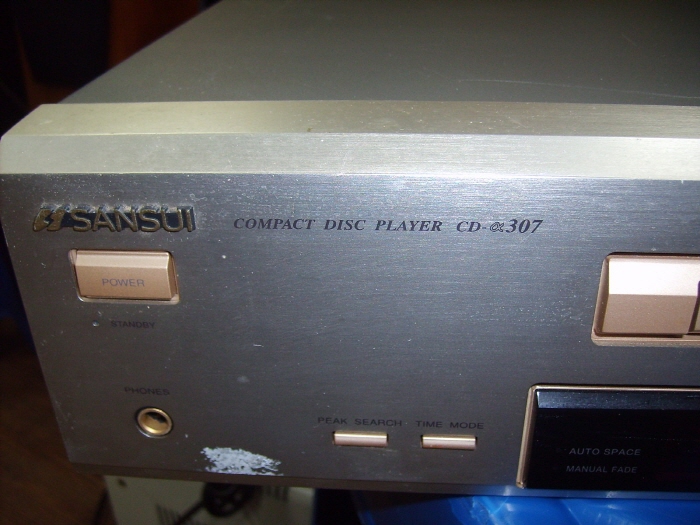 SANSUI COMPACT DISC PLAYER CD-α307
POWER
STANDBY
PHONES
PEAK SEARCH TIME MODE
AUTO SPACE
MANUAL FADE